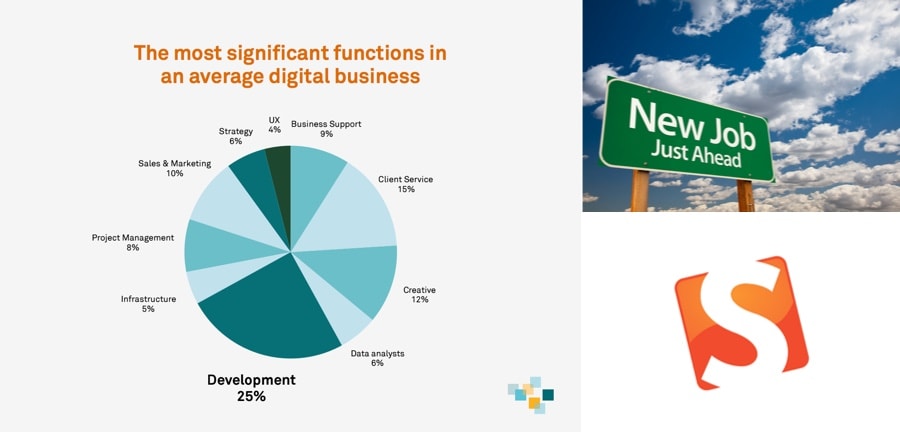 The most significant functions in
an average digital business
UX
4%
Business Support
9%
Strategy
6%
Sales & Marketing
10%
Client Service
15%
Project Management
8%
Creative
12%
Infrastructure
5%
Data analysts
6%
Development
25%
New Job
Just Ahead
S